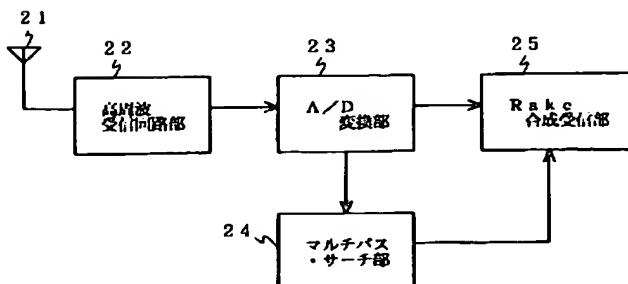 21
22
23
25
高周波
受信回路部
A/D
変換部
Rake
合成受信部
24
マルチパス
・サーチ部